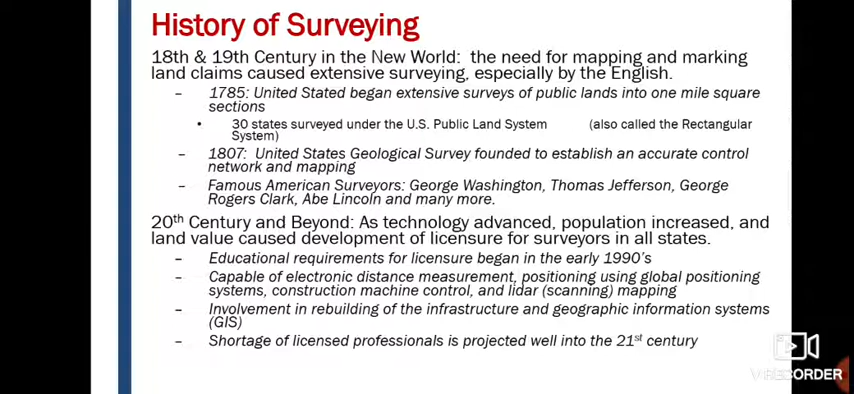 History of Surveying
18th & 19th Century in the New World: the need for mapping and marking
land claims caused extensive surveying, especially by the English.
– 1785: United Stated began extensive surveys of public lands into one mile square
sections
• 30 states surveyed under the U.S. Public Land System (also called the Rectangular
System)
– 1807: United States Geological Survey founded to establish an accurate control
network and mapping
– Famous American Surveyors: George Washington, Thomas Jefferson, George
Rogers Clark, Abe Lincoln and many more.
20th Century and Beyond: As technology advanced, population increased, and
land value caused development of licensure for surveyors in all states.
– Educational requirements for licensure began in the early 1990's
– Capable of electronic distance measurement, positioning using global positioning
systems, construction machine control, and lidar (scanning) mapping
– Involvement in rebuilding of the infrastructure and geographic information systems
(GIS)
– Shortage of licensed professionals is projected well into the 21st century
V.RECORDER